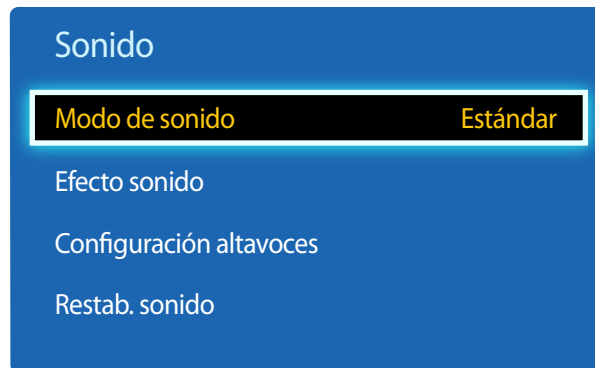 Sonido
Modo de sonido Estándar
Efecto sonido
Configuración altavoces
Restab. sonido